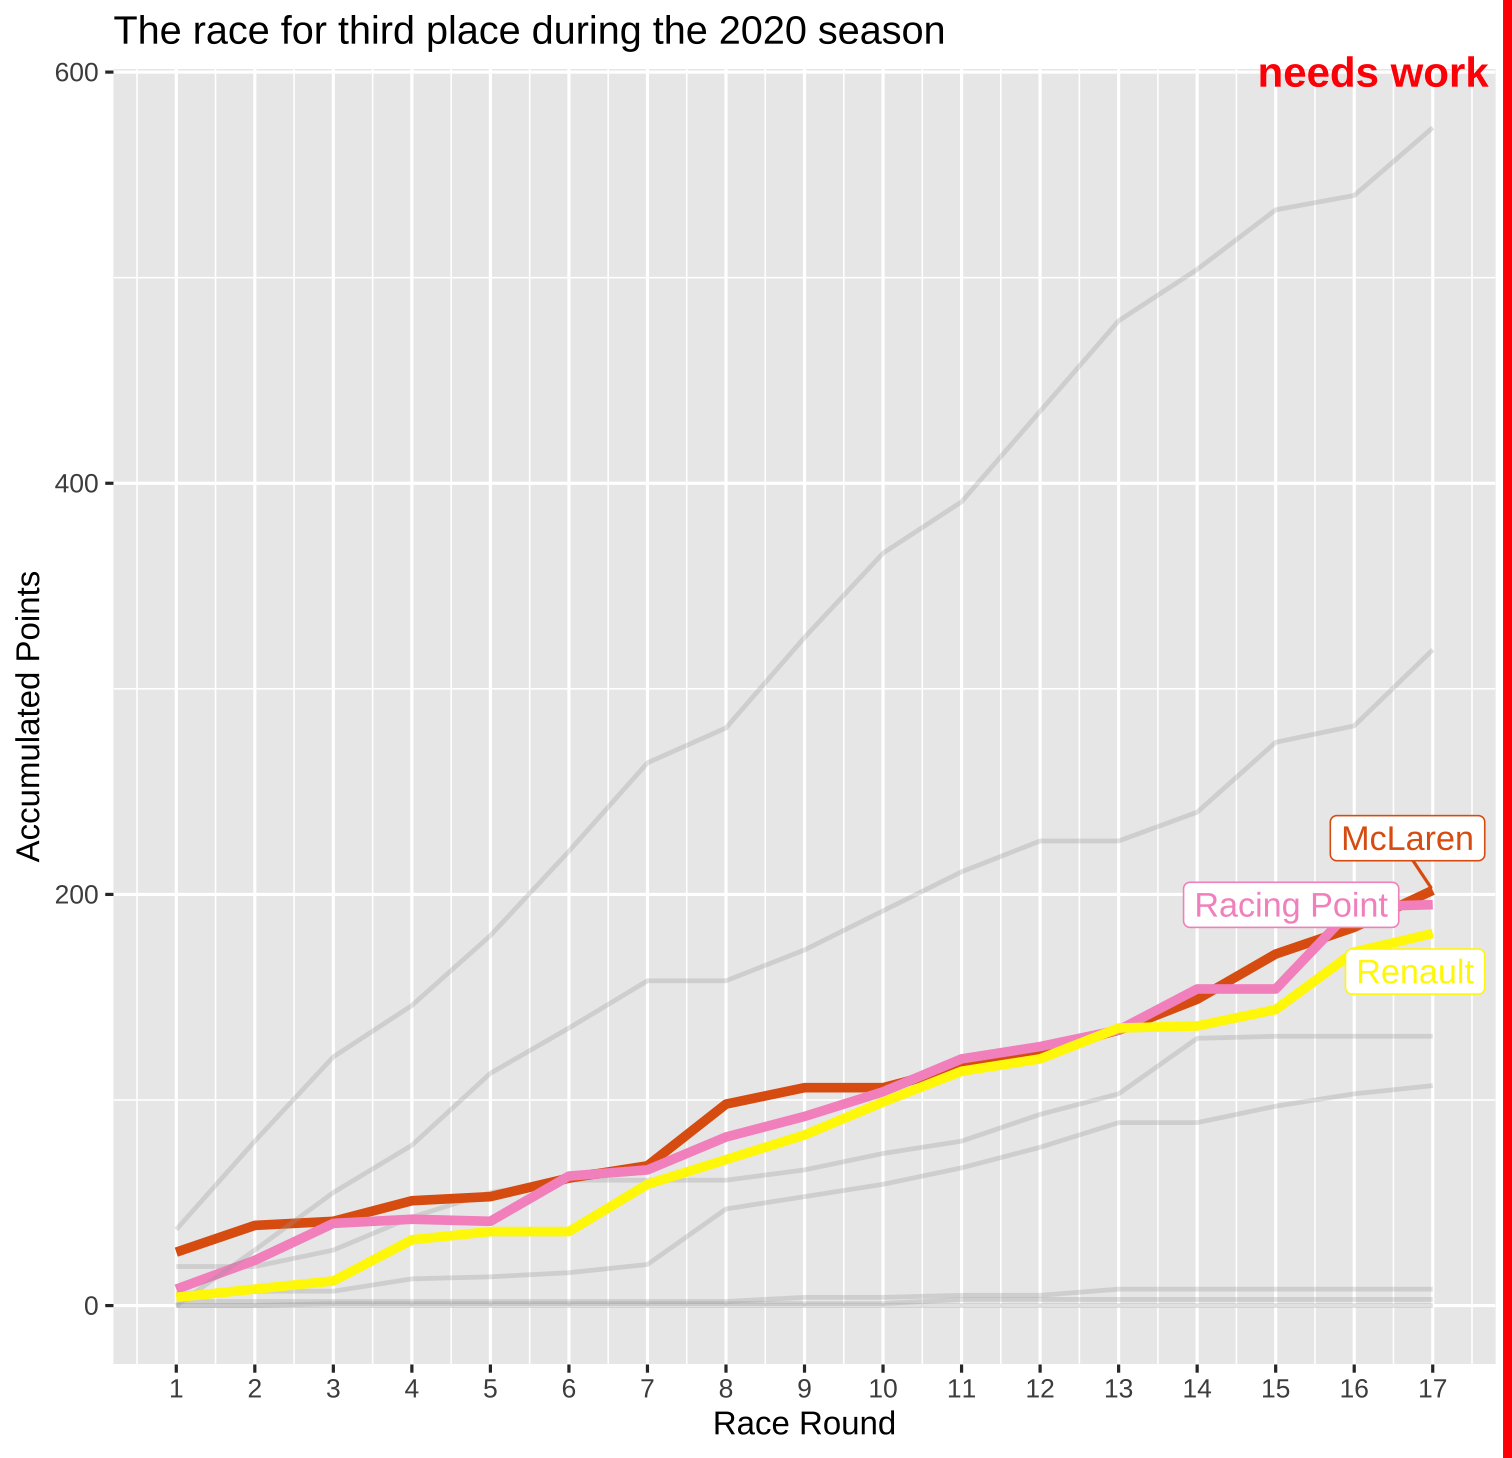 The race for third place during the 2020 season
needs work
600
400
200
0
Accumulated Points
McLaren
Racing Point
Renault
1 2 3 4 5 6 7 8 9 10 11 12 13 14 15 16 17
Race Round